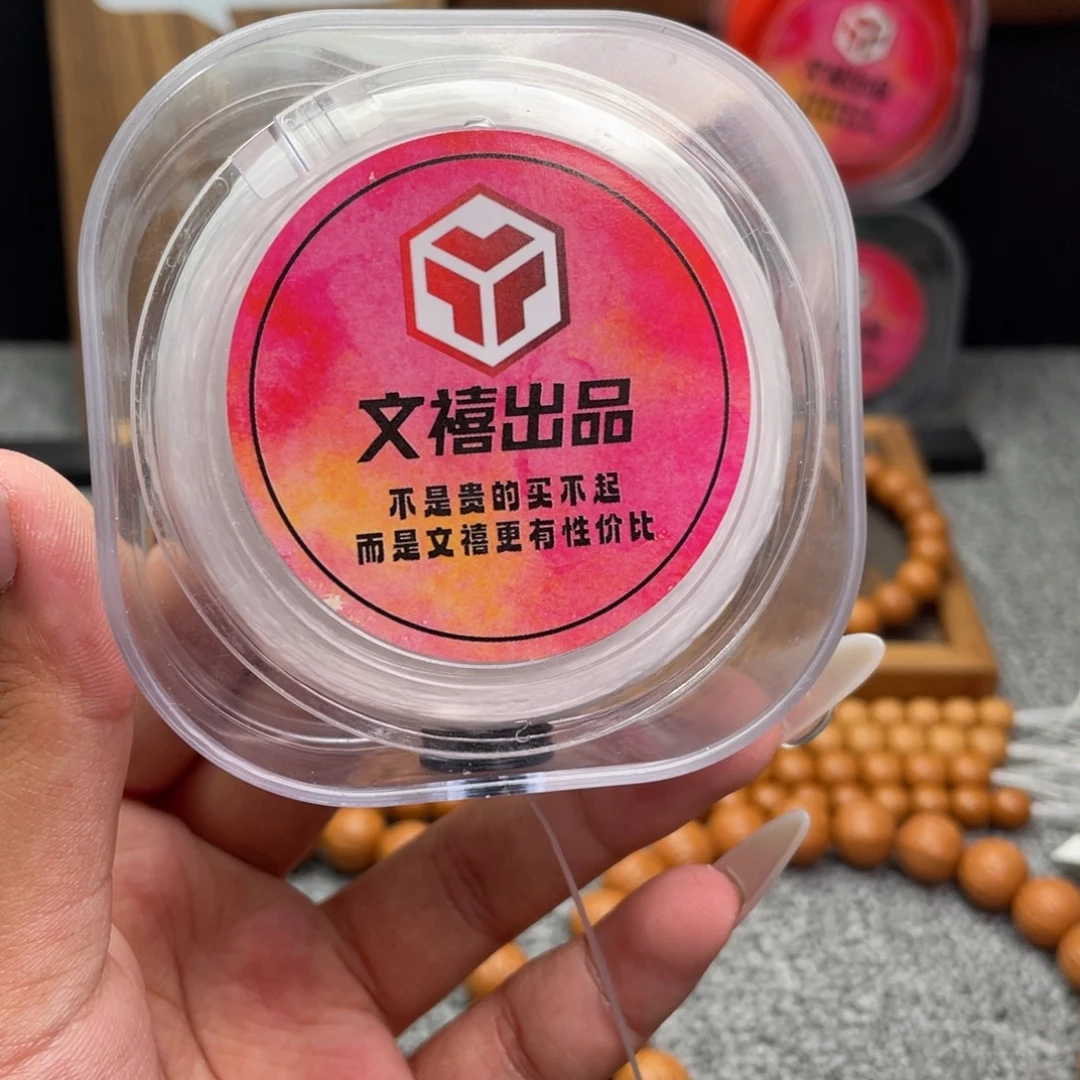 文禧出品
不是贵的买不起
而是文禧更有性价比